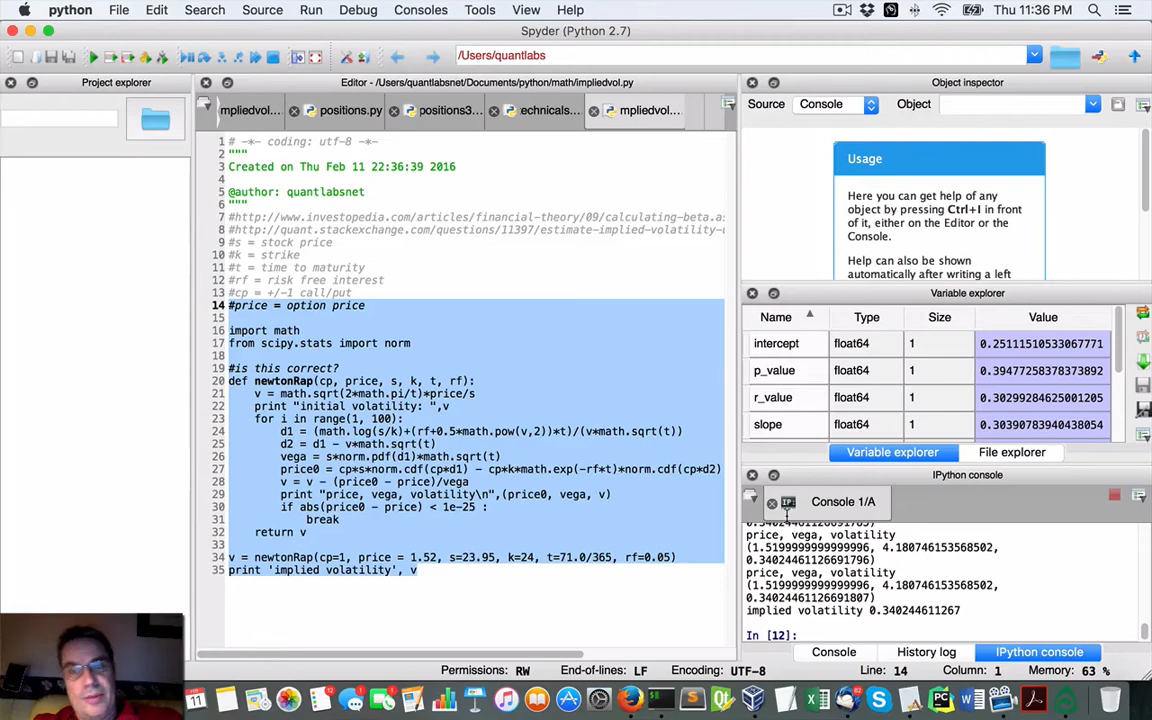 python File Edit Search Source Run Debug Consoles Tools View Help Thu 11:36 PM
Spyder (Python 2.7)
/Users/quantlabs
Project explorer
Editor - /Users/quantlabsnet/Documents/python/math/impliedvol.py
mpliedvol... positions.py positions3... technicals... mpliedvol...
1 # -*- coding: utf-8 -*-
2 """
3 Created on Thu Feb 11 22:36:39 2016
4
5 @author: quantlabsnet
6 """
7 #http://www.investopedia.com/articles/financial-theory/09/calculating-beta.as
8 #http://quant.stackexchange.com/questions/11397/estimate-implied-volatility-
9 #s = stock price
10 #k = strike
11 #t = time to maturity
12 #rf = risk free interest
13 #cp = +/-1 call/put
14 #price = option price
15
16 import math
17 from scipy.stats import norm
18
19 #is this correct?
20 def newtonRap(cp, price, s, k, t, rf):
21 v = math.sqrt(2*math.pi/t)*price/s
22 print "initial volatility: ",v
23 for i in range(1, 100):
24 d1 = (math.log(s/k)+(rf+0.5*math.pow(v,2))*t)/(v*math.sqrt(t))
25 d2 = d1 - v*math.sqrt(t)
26 vega = s*norm.pdf(d1)*math.sqrt(t)
27 price0 = cp*s*norm.cdf(cp*d1) - cp*k*math.exp(-rf*t)*norm.cdf(cp*d2)
28 v = v - (price0 - price)/vega
29 print "price, vega, volatility\n",(price0, vega, v)
30 if abs(price0 - price) < 1e-25 :
31 break
32 return v
33
34 v = newtonRap(cp=1, price = 1.52, s=23.95, k=24, t=71.0/365, rf=0.05)
35 print 'implied volatility', v
Object inspector
Source Console Object
Usage
Here you can get help of any
object by pressing Ctrl+I in front
of it, either on the Editor or the
Console.
Help can also be shown
automatically after writing a left
Variable explorer
Name Type Size Value
intercept float64 1 0.25111510533067771
p_value float64 1 0.39477258378373892
r_value float64 1 0.30299284625001205
slope float64 1 0.30390783940438054
Variable explorer File explorer
IPython console
Console 1/A
price, vega, volatility
(1.5199999999999996, 4.180746153568502,
0.34024461126691796)
price, vega, volatility
(1.5199999999999996, 4.180746153568502,
0.34024461126691807)
implied volatility 0.340244611267
In [12]:
Console History log IPython console
Permissions: RW End-of-lines: LF Encoding: UTF-8 Line: 14 Column: 1 Memory: 63 %